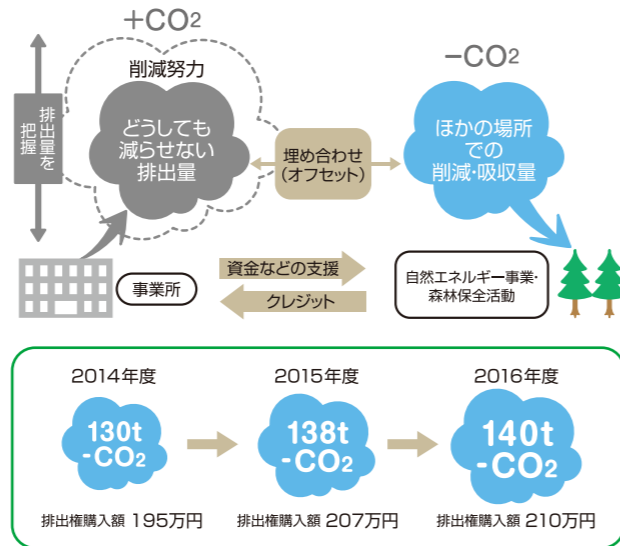 +CO2
-CO2
削減努力
排出量を
把握
どうしても
減らせない
排出量
埋め合わせ
(オフセット)
ほかの場所
での
削減・吸収量
事業所
資金などの支援
クレジット
自然エネルギー事業・
森林保全活動
2014年度
2015年度
2016年度
130t
-CO2
138t
-CO2
140t
-CO2
排出権購入額 195万円
排出権購入額 207万円
排出権購入額 210万円